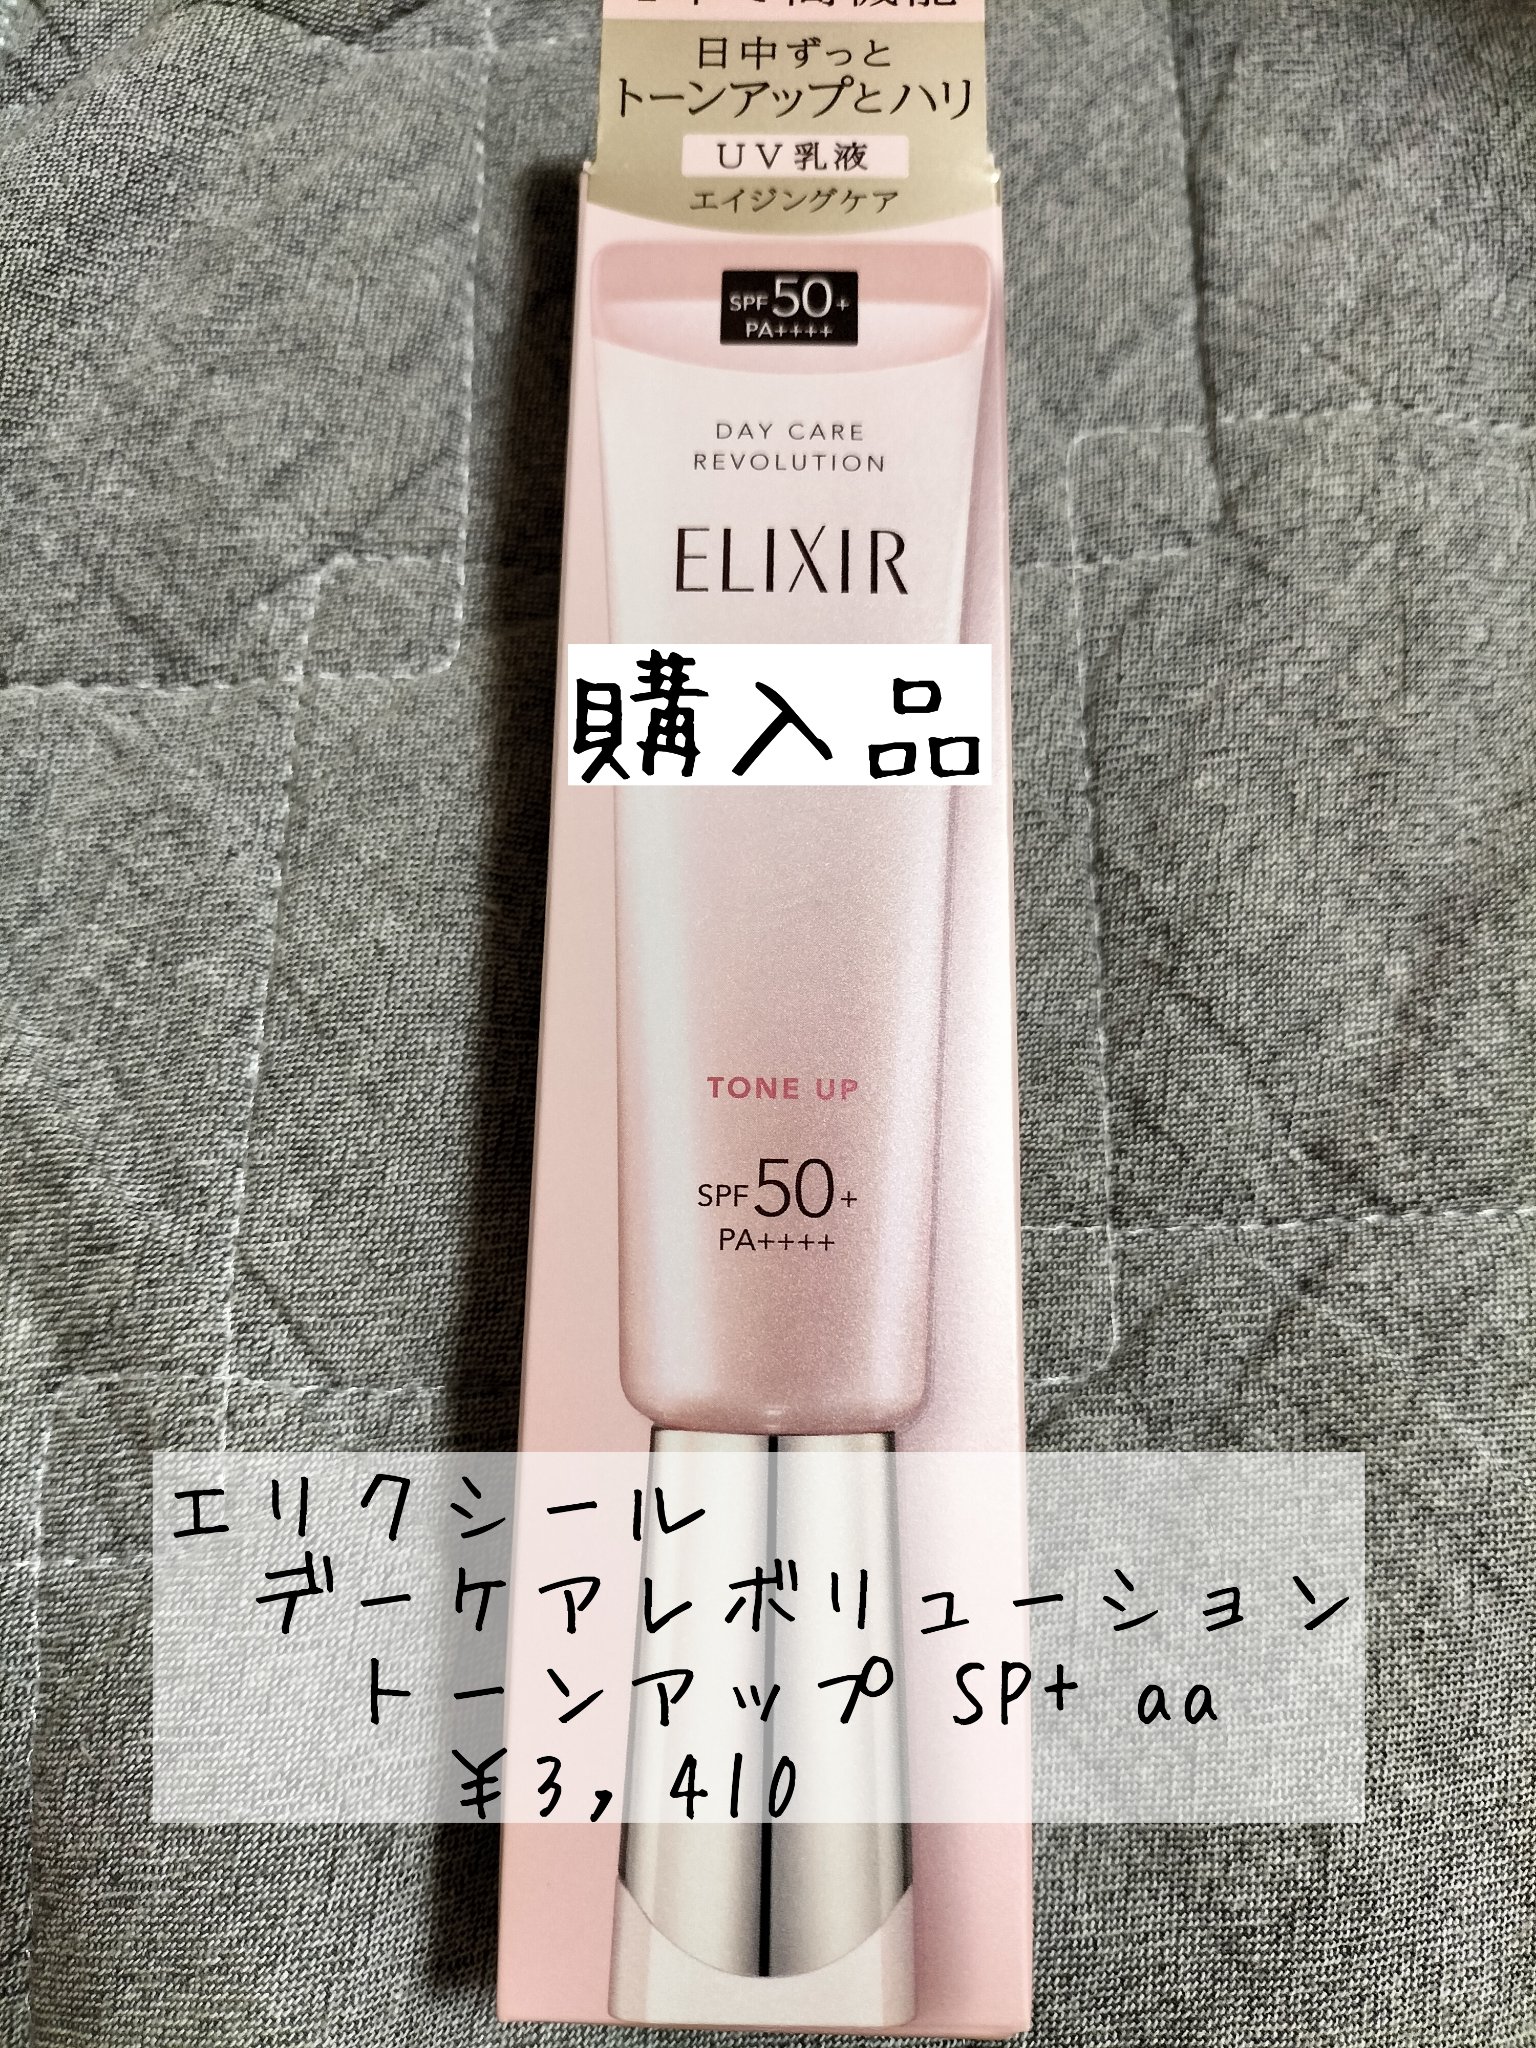 日中ずっと
トーンアップとハリ
UV乳液
エイジングケア
SPF50+
PA++++
DAY CARE
REVOLUTION
ELIXIR
購入品
TONE UP
SPF50+
PA++++
エリクシール
デーケアレボリューション
トーンアップ SP+ aa
¥3,410